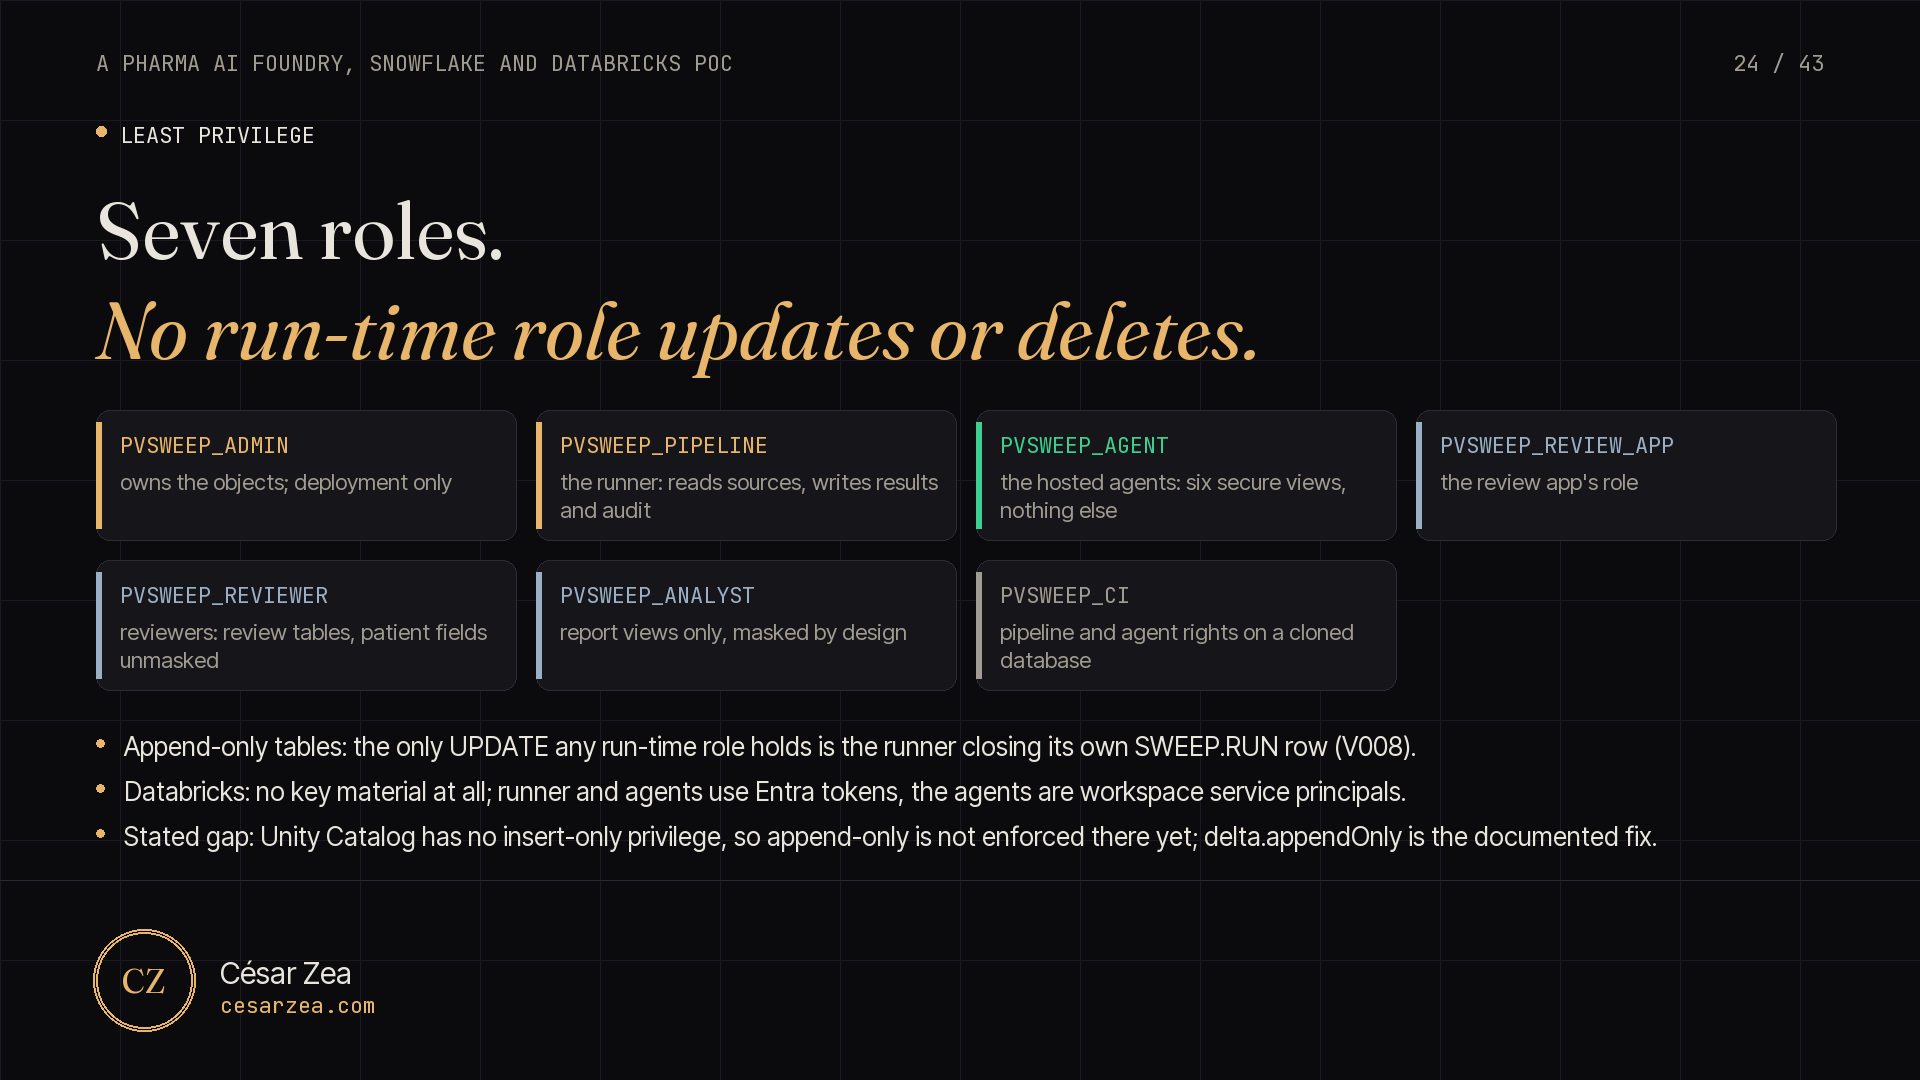 A PHARMA AI FOUNDRY, SNOWFLAKE AND DATABRICKS POC
24 / 43
LEAST PRIVILEGE
Seven roles.
No run-time role updates or deletes.
PVSWEEP_ADMIN
owns the objects; deployment only
PVSWEEP_PIPELINE
the runner: reads sources, writes results
and audit
PVSWEEP_AGENT
the hosted agents: six secure views,
nothing else
PVSWEEP_REVIEW_APP
the review app's role
PVSWEEP_REVIEWER
reviewers: review tables, patient fields
unmasked
PVSWEEP_ANALYST
report views only, masked by design
PVSWEEP_CI
pipeline and agent rights on a cloned
database
Append-only tables: the only UPDATE any run-time role holds is the runner closing its own SWEEP.RUN row (V008).
Databricks: no key material at all; runner and agents use Entra tokens, the agents are workspace service principals.
Stated gap: Unity Catalog has no insert-only privilege, so append-only is not enforced there yet; delta.appendOnly is the documented fix.
CZ
César Zea
cesarzea.com